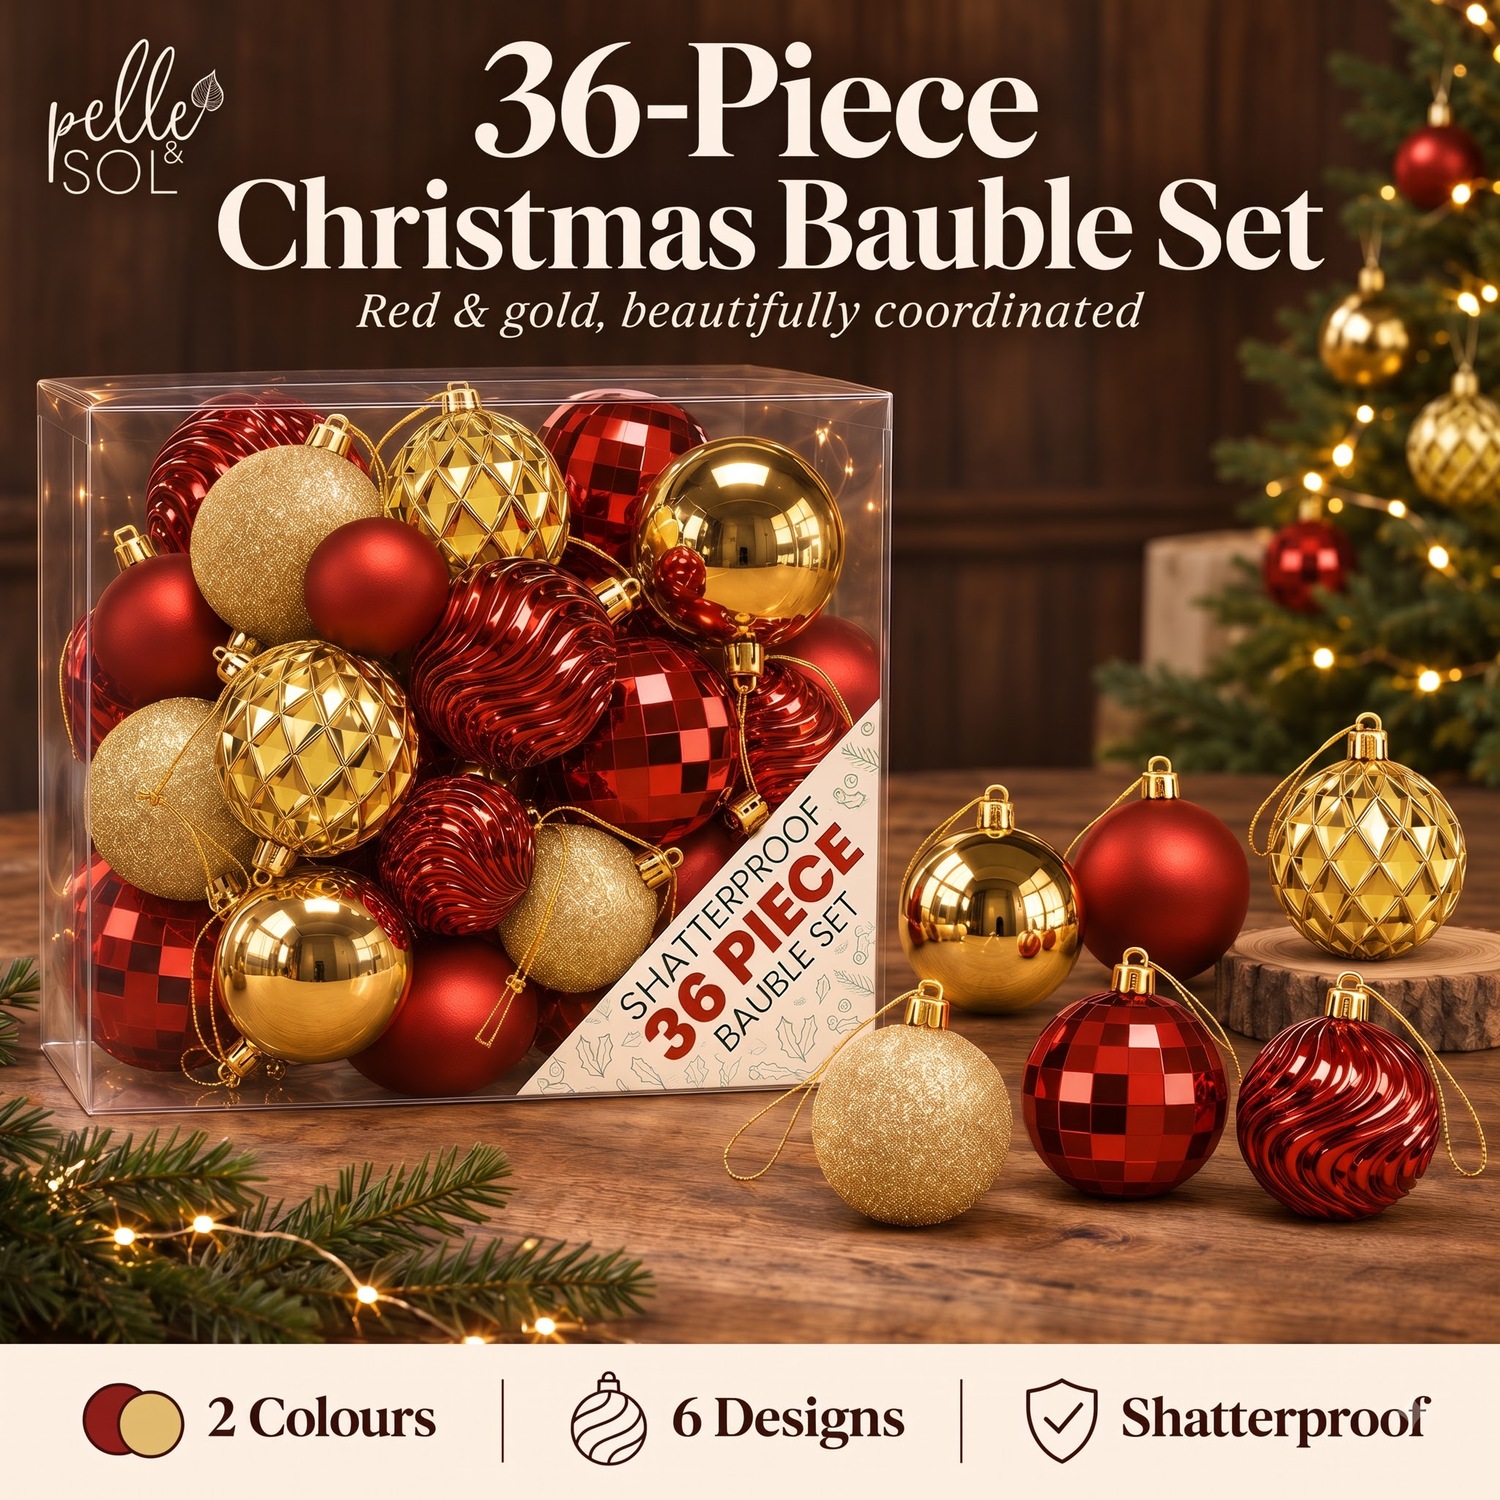 pelle
& SOL
36-Piece
Christmas Bauble Set
Red & gold, beautifully coordinated
SHATTERPROOF
36 PIECE
BAUBLE SET
2 Colours
6 Designs
Shatterproof